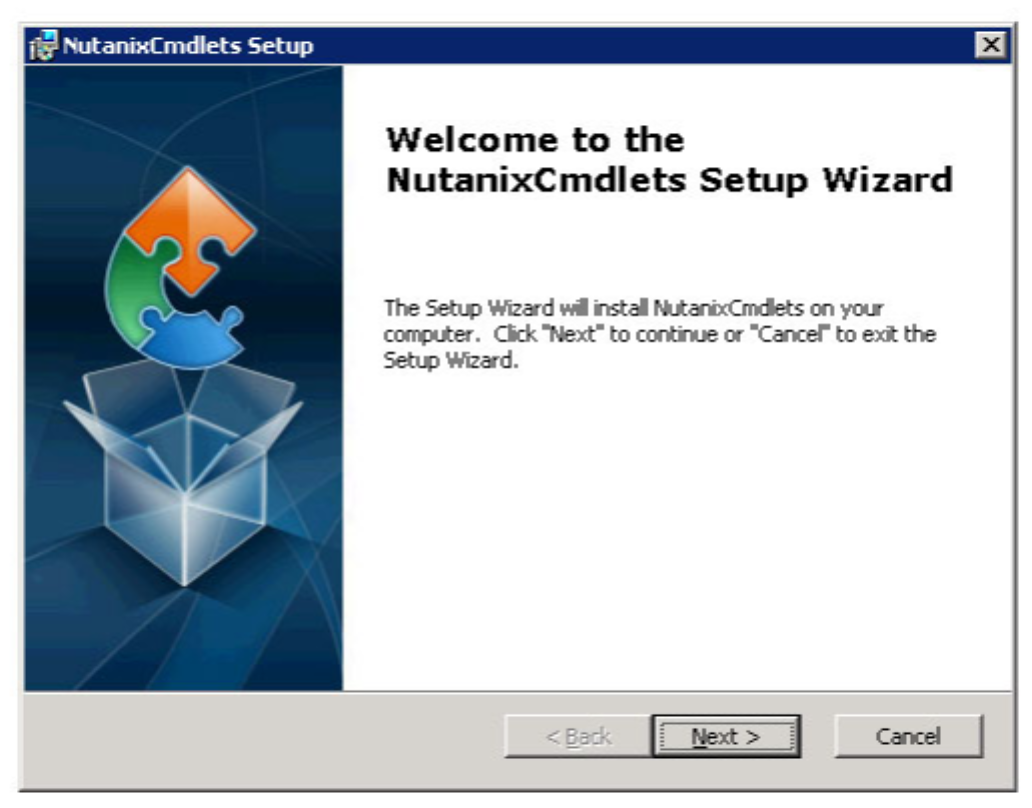 NutanixCmdlets Setup
Welcome to the
NutanixCmdlets Setup Wizard
The Setup Wizard will install NutanixCmdlets on your
computer. Click "Next" to continue or "Cancel" to exit the
Setup Wizard.
< Back Next > Cancel